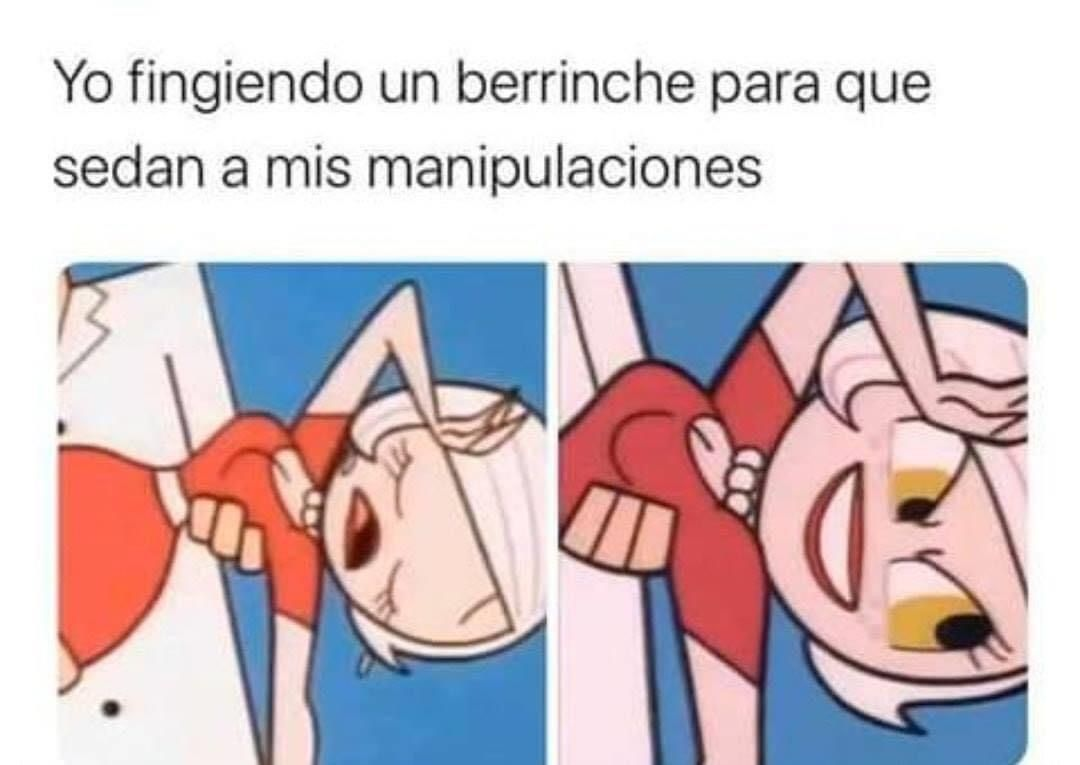 Yo fingiendo un berrinche para que
sedan a mis manipulaciones